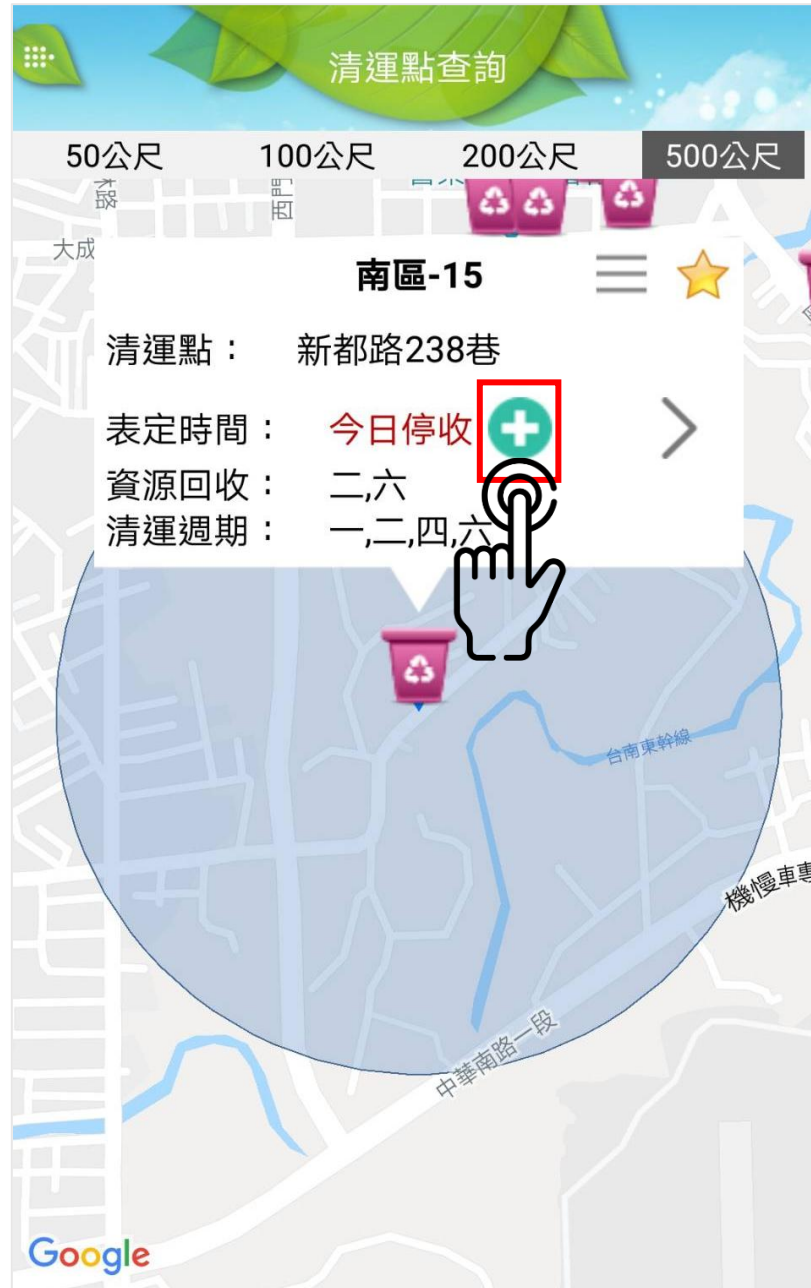 清運點查詢
50公尺 100公尺 200公尺 500公尺
西門
大成
南區-15
清運點： 新都路238巷
表定時間： 今日停收
資源回收： 二,六
清運週期： 一,二,四,六
台南東幹線
機慢車專
中華南路一段
Google